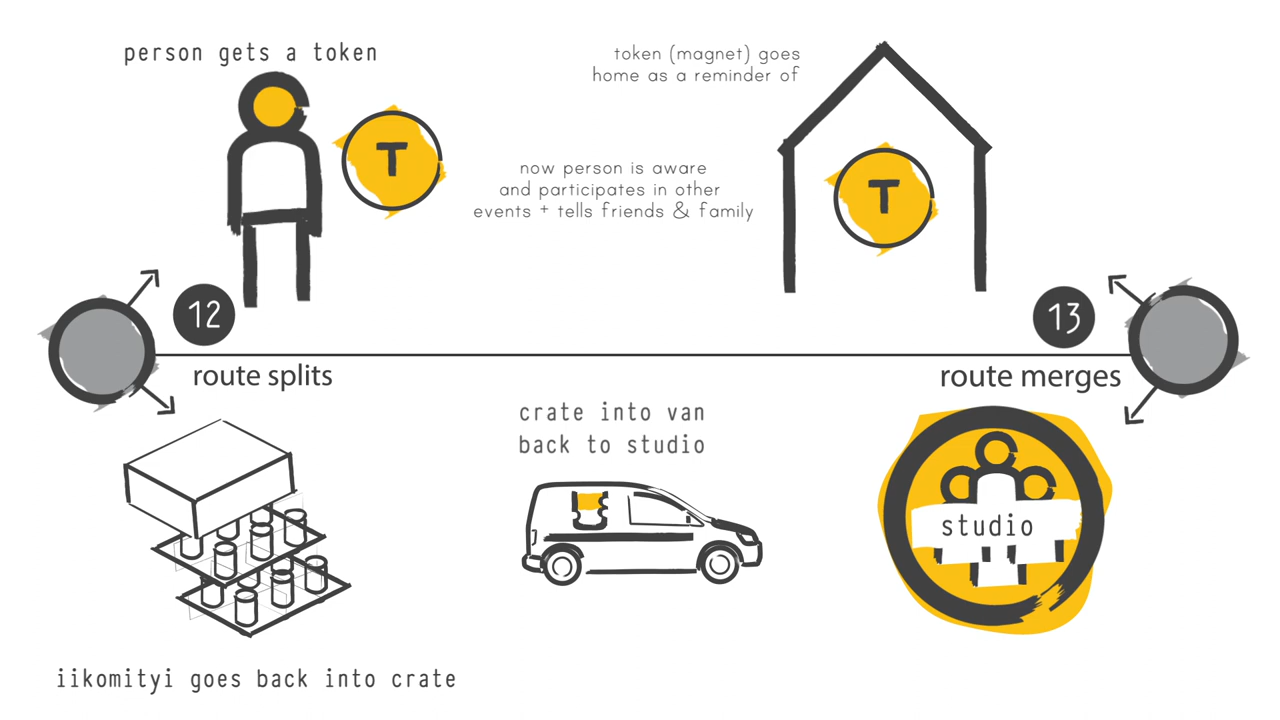 person gets a token
T
token (magnet) goes
home as a reminder of
T
now person is aware
and participates in other
events + tells friends & family
12
route splits
13
route merges
crate into van
back to studio
studio
iikomityi goes back into crate